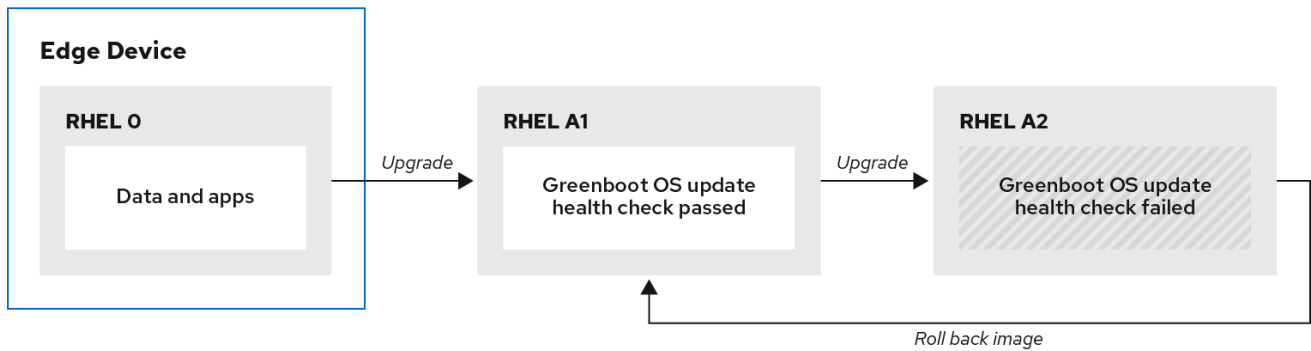 Edge Device
RHEL 0
Data and apps
Upgrade
RHEL A1
Greenboot OS update
health check passed
Upgrade
RHEL A2
Greenboot OS update
health check failed
Roll back image